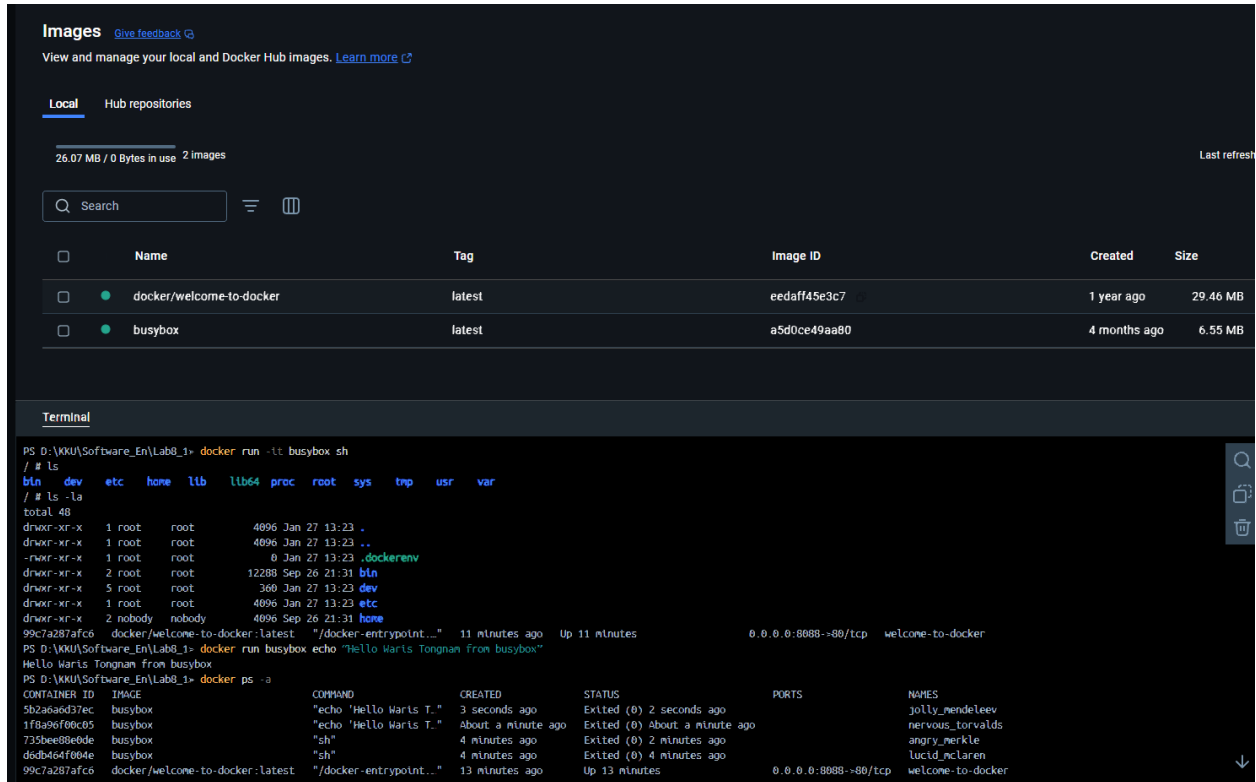 Images Give feedback
View and manage your local and Docker Hub images. Learn more
Local Hub repositories
26.07 MB / 0 Bytes in use 2 images
Last refresh
Search
Name Tag Image ID Created Size
docker/welcome-to-docker latest eedaff45e3c7 1 year ago 29.46 MB
busybox latest a5d0ce49aa80 4 months ago 6.55 MB
Terminal
PS D:\KKU\Software_En\Lab8_1> docker run -it busybox sh
/ # ls
bin dev etc home lib lib64 proc root sys tmp usr var
/ # ls -la
total 48
drwxr-xr-x 1 root root 4096 Jan 27 13:23 .
drwxr-xr-x 1 root root 4096 Jan 27 13:23 ..
-rwxr-xr-x 1 root root 0 Jan 27 13:23 .dockerenv
drwxr-xr-x 2 root root 12288 Sep 26 21:31 bin
drwxr-xr-x 5 root root 360 Jan 27 13:23 dev
drwxr-xr-x 1 root root 4096 Jan 27 13:23 etc
drwxr-xr-x 2 nobody nobody 4096 Sep 26 21:31 home
99c7a287afc6 docker/welcome-to-docker:latest "/docker-entrypoint.…" 11 minutes ago Up 11 minutes 0.0.0.0:8088->80/tcp welcome-to-docker
PS D:\KKU\Software_En\Lab8_1> docker run busybox echo "Hello Waris Tongnam from busybox"
Hello Waris Tongnam from busybox
PS D:\KKU\Software_En\Lab8_1> docker ps -a
CONTAINER ID IMAGE COMMAND CREATED STATUS PORTS NAMES
5b2a6a6d37ec busybox "echo 'Hello Waris T…" 3 seconds ago Exited (0) 2 seconds ago jolly_mendeleev
1f8a96f00c05 busybox "echo 'Hello Waris T…" About a minute ago Exited (0) About a minute ago nervous_torvalds
735bee88e0de busybox "sh" 4 minutes ago Exited (0) 2 minutes ago angry_merkle
d6db464f004e busybox "sh" 4 minutes ago Exited (0) 4 minutes ago lucid_mclaren
99c7a287afc6 docker/welcome-to-docker:latest "/docker-entrypoint.…" 13 minutes ago Up 13 minutes 0.0.0.0:8088->80/tcp welcome-to-docker